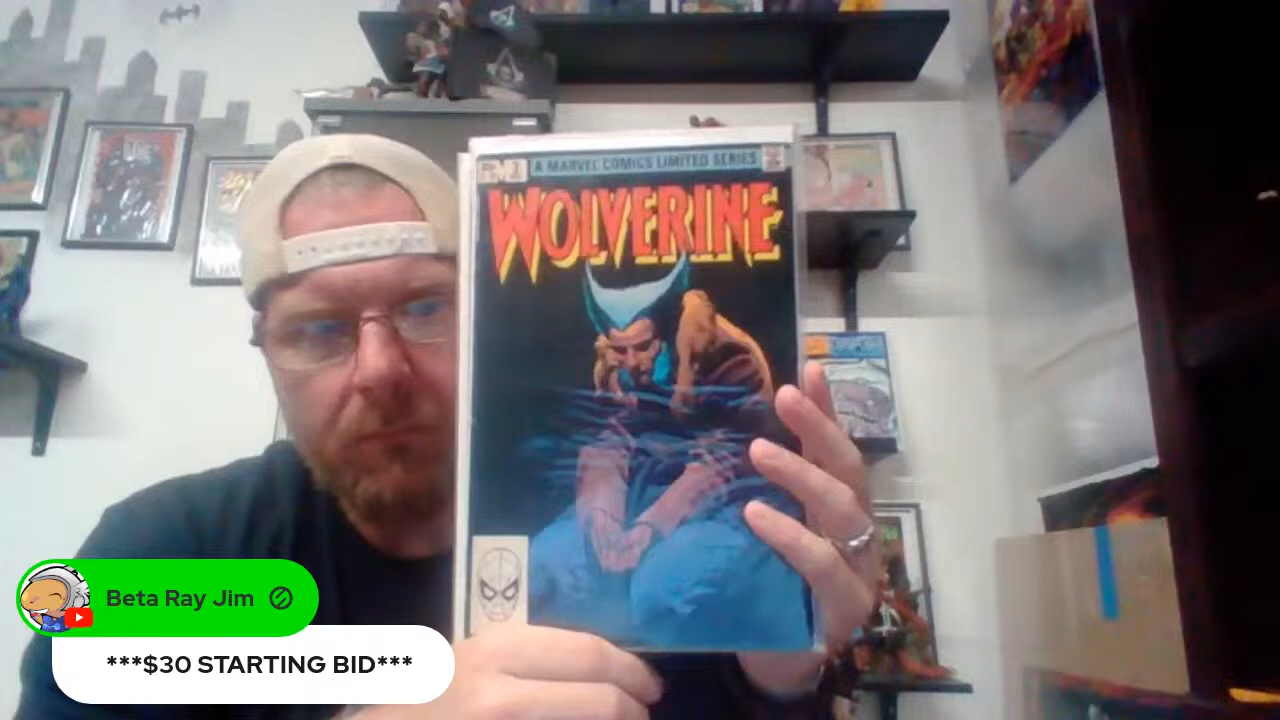 A MARVEL COMICS LIMITED SERIES
WOLVERINE
Beta Ray Jim
***$30 STARTING BID***